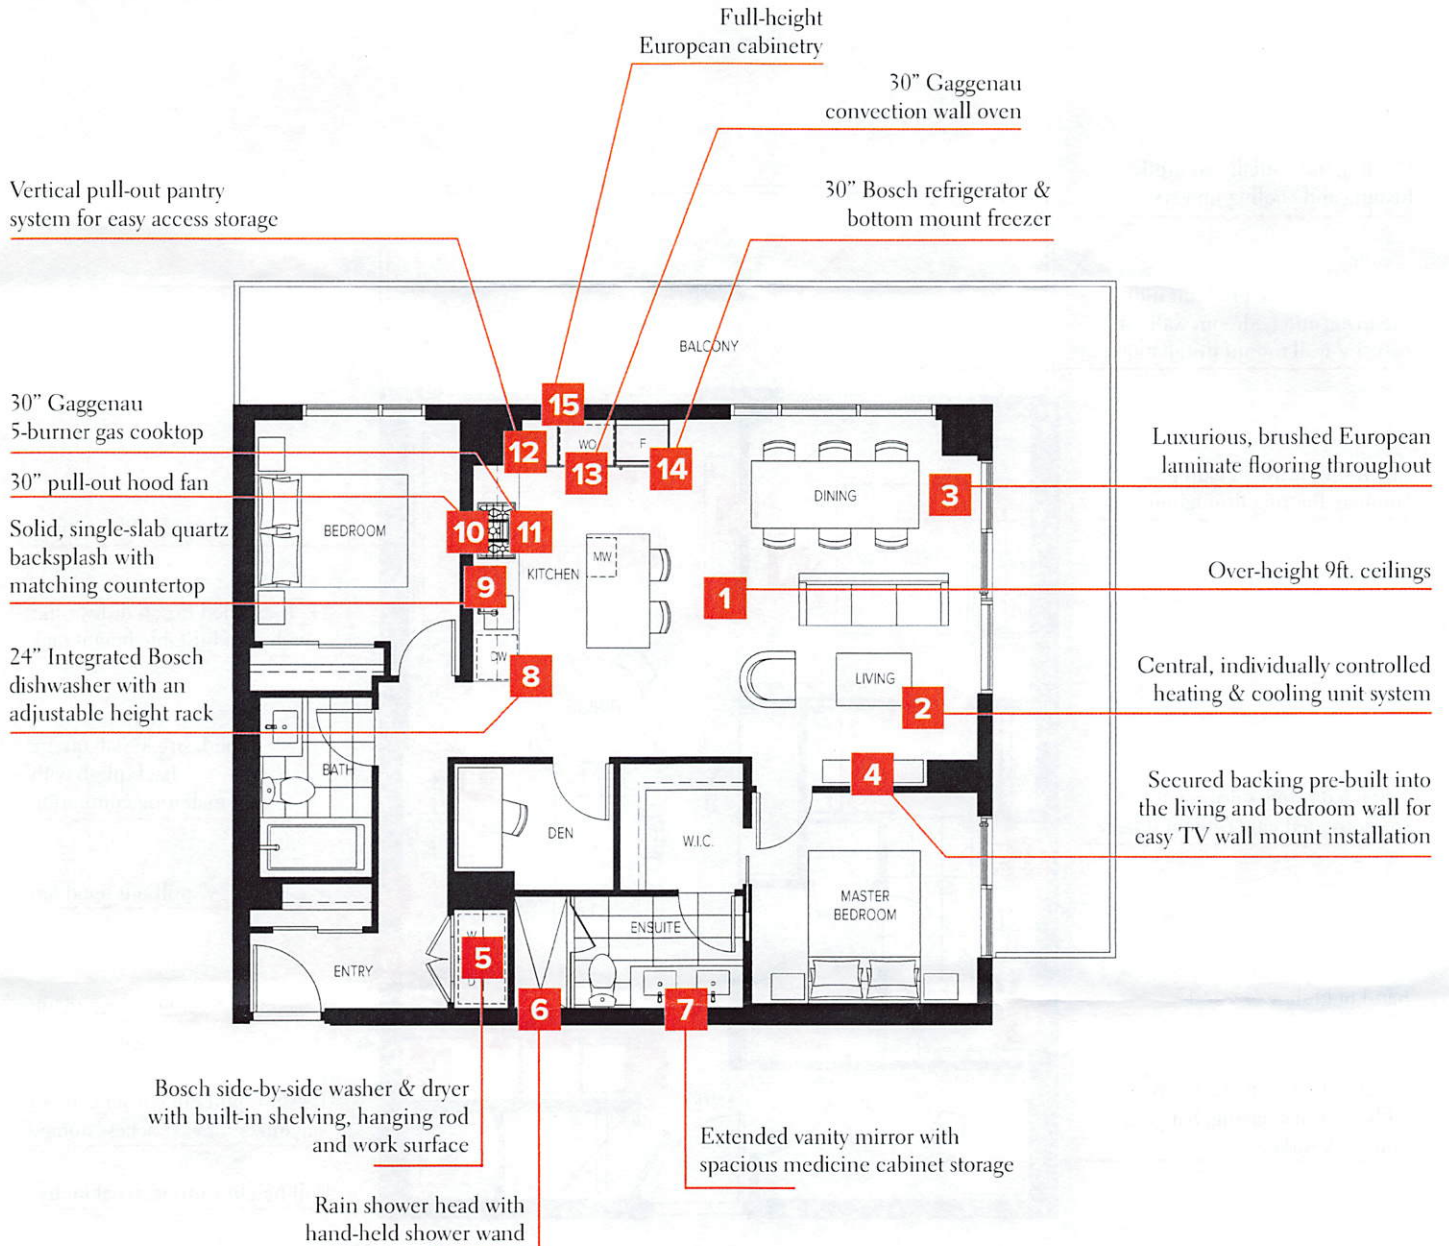 Full-height
European cabinetry
30” Gaggenau
convection wall oven
Vertical pull-out pantry
system for easy access storage
30” Bosch refrigerator &
bottom mount freezer
BALCONY
30” Gaggenau
5-burner gas cooktop
15
WO
F
12
13
14
Luxurious, brushed European
laminate flooring throughout
DINING
3
30” pull-out hood fan
10
11
BEDROOM
Solid, single-slab quartz
backsplash with
matching countertop
KITCHEN
MW
9
1
Over-height 9ft. ceilings
24” Integrated Bosch
dishwasher with an
adjustable height rack
DW
8
LIVING
2
Central, individually controlled
heating & cooling unit system
BATH
4
Secured backing pre-built into
the living and bedroom wall for
easy TV wall mount installation
DEN
W.I.C.
MASTER
BEDROOM
ENSUITE
ENTRY
W
5
D
6
7
Bosch side-by-side washer & dryer
with built-in shelving, hanging rod
and work surface
Extended vanity mirror with
spacious medicine cabinet storage
Rain shower head with
hand-held shower wand